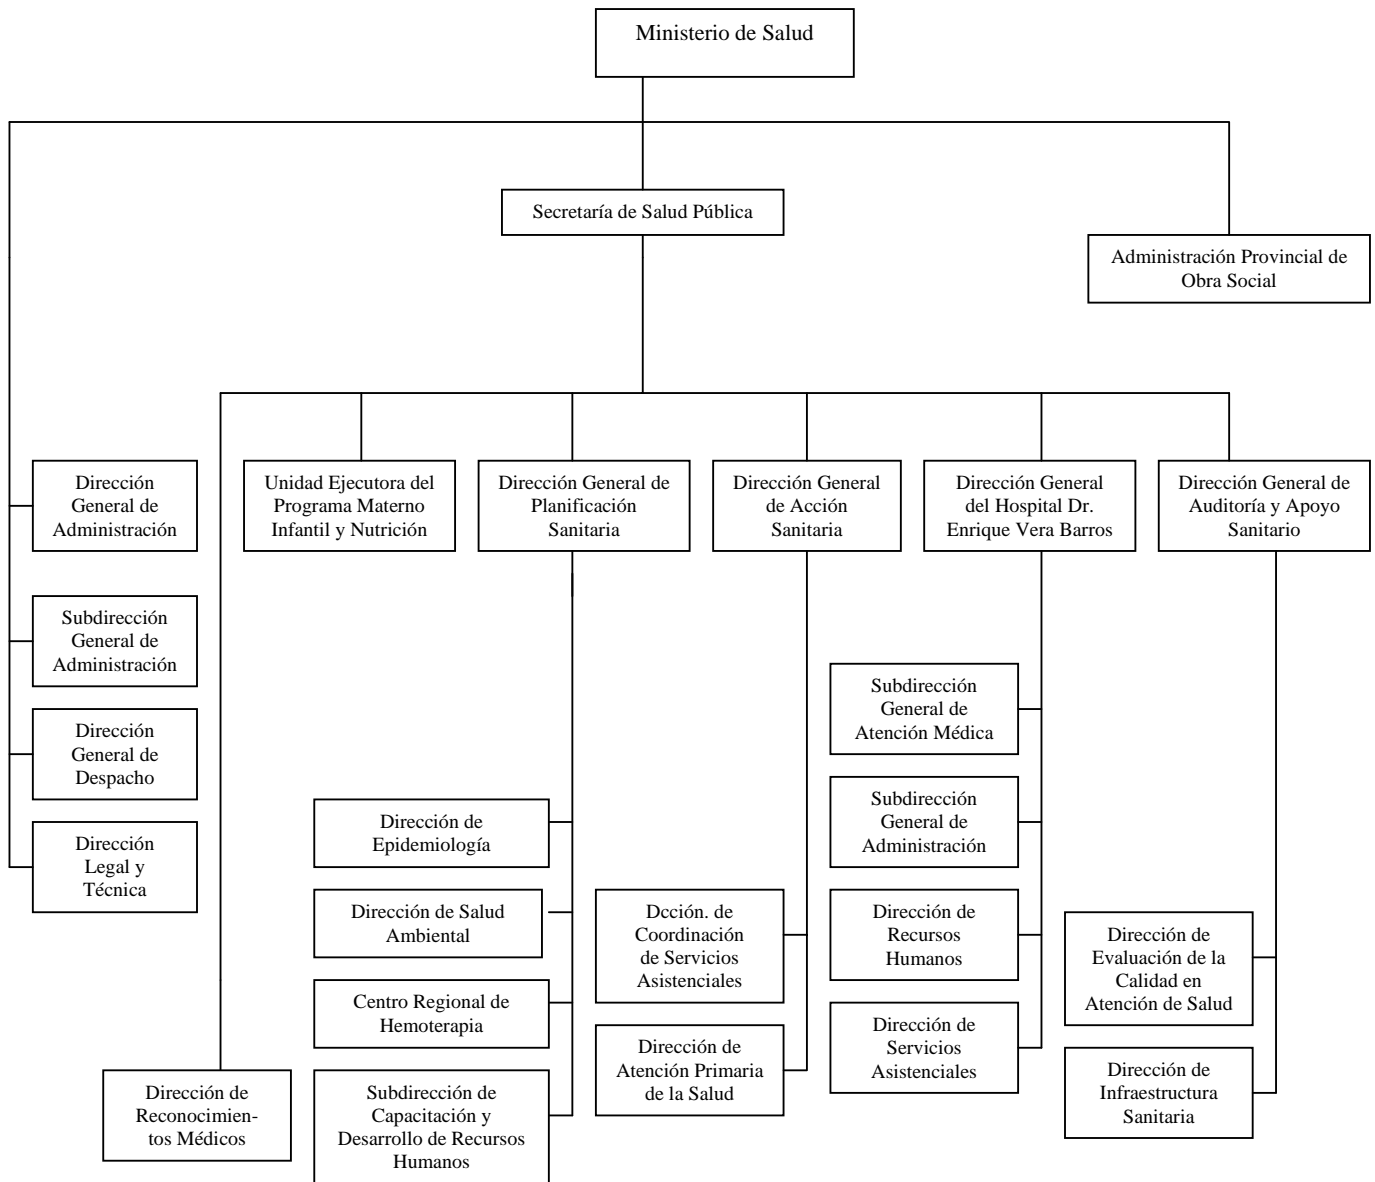 Ministerio de Salud
Secretaría de Salud Pública
Administración Provincial de
Obra Social
Dirección
General de
Administración
Unidad Ejecutora del
Programa Materno
Infantil y Nutrición
Dirección General de
Planificación
Sanitaria
Dirección General
de Acción
Sanitaria
Dirección General
del Hospital Dr.
Enrique Vera Barros
Dirección General de
Auditoría y Apoyo
Sanitario
Subdirección
General de
Administración
Dirección
General de
Despacho
Dirección
Legal y
Técnica
Dirección de
Reconocimien-
tos Médicos
Dirección de
Epidemiología
Dirección de Salud
Ambiental
Centro Regional de
Hemoterapia
Subdirección de
Capacitación y
Desarrollo de Recursos
Humanos
Dcción. de
Coordinación
de Servicios
Asistenciales
Dirección de
Atención Primaria
de la Salud
Subdirección
General de
Atención Médica
Subdirección
General de
Administración
Dirección de
Recursos
Humanos
Dirección de
Servicios
Asistenciales
Dirección de
Evaluación de la
Calidad en
Atención de Salud
Dirección de
Infraestructura
Sanitaria